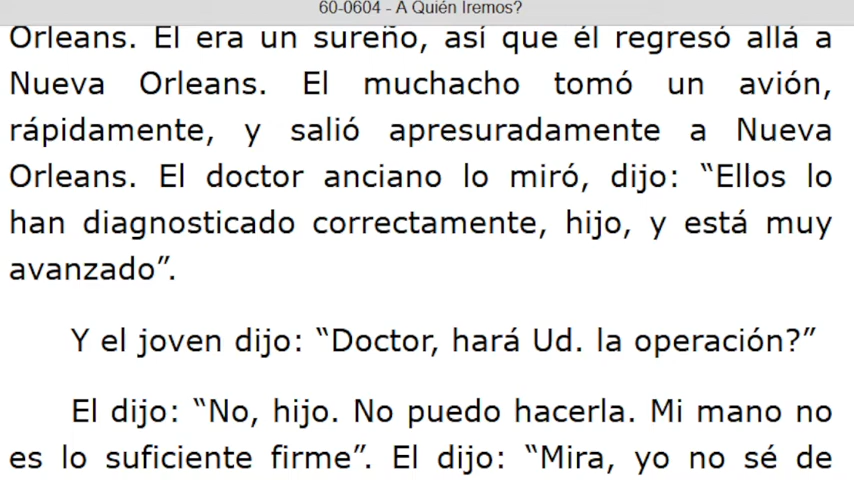 60-0604 - A Quién Iremos?
Orleans. El era un sureño, así que él regresó allá a
Nueva Orleans. El muchacho tomó un avión,
rápidamente, y salió apresuradamente a Nueva
Orleans. El doctor anciano lo miró, dijo: “Ellos lo
han diagnosticado correctamente, hijo, y está muy
avanzado”.
Y el joven dijo: “Doctor, hará Ud. la operación?”
El dijo: “No, hijo. No puedo hacerla. Mi mano no
es lo suficiente firme”. El dijo: “Mira, yo no sé de